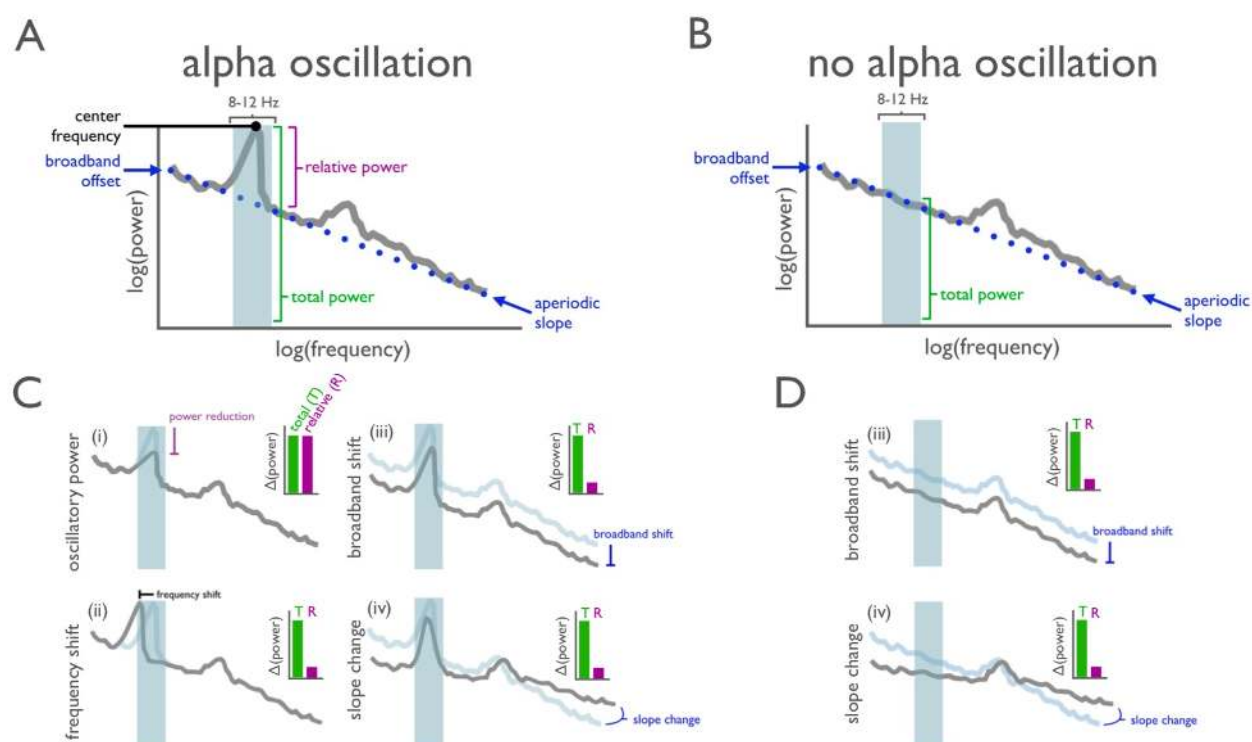 A
alpha oscillation
8-12 Hz
center
frequency
broadband
offset
relative power
log(power)
total power
aperiodic
slope
log(frequency)
B
no alpha oscillation
8-12 Hz
broadband
offset
log(power)
total power
aperiodic
slope
log(frequency)
C
(i)
oscillatory power
power reduction
Δ(power)
total (T)
relative (R)
(iii)
broadband shift
Δ(power)
T R
broadband shift
(ii)
frequency shift
frequency shift
Δ(power)
T R
(iv)
slope change
Δ(power)
T R
slope change
D
(iii)
broadband shift
Δ(power)
T R
broadband shift
(iv)
slope change
Δ(power)
T R
slope change